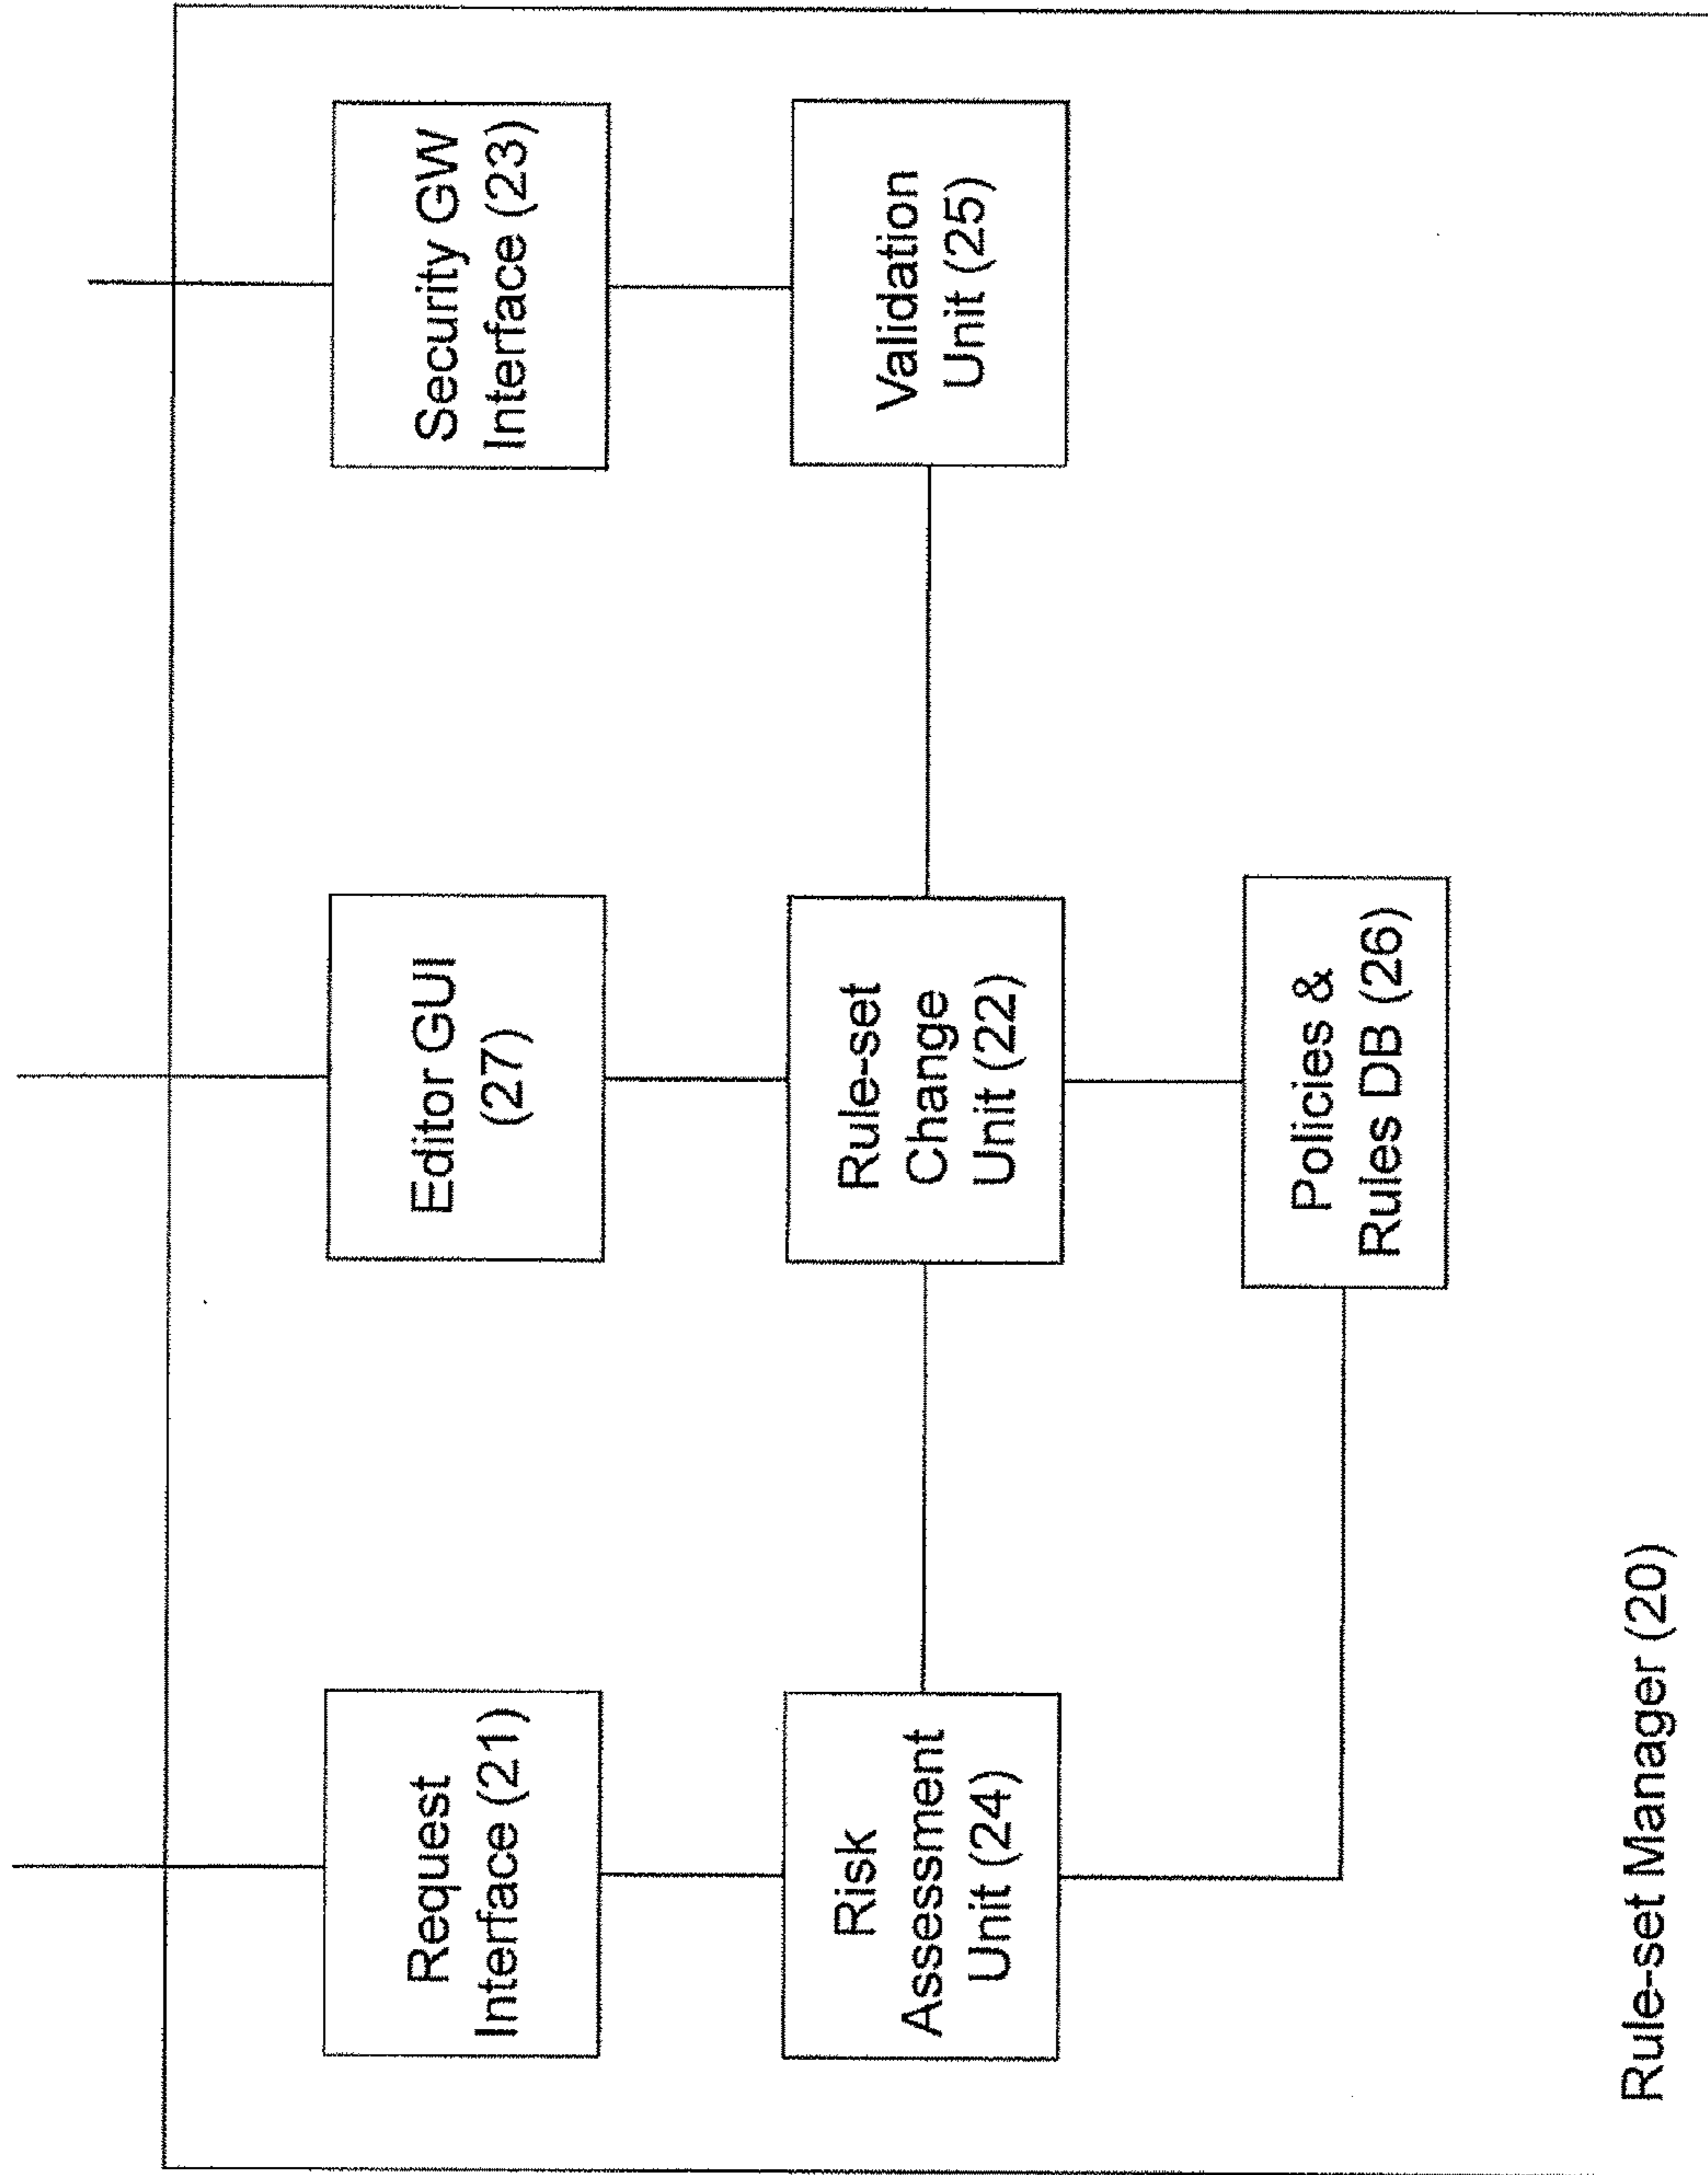 Request
Interface (21)
Editor GUI
(27)
Security GW
Interface (23)
Risk
Assessment
Unit (24)
Rule-set
Change
Unit (22)
Validation
Unit (25)
Policies &
Rules DB (26)
Rule-set Manager (20)